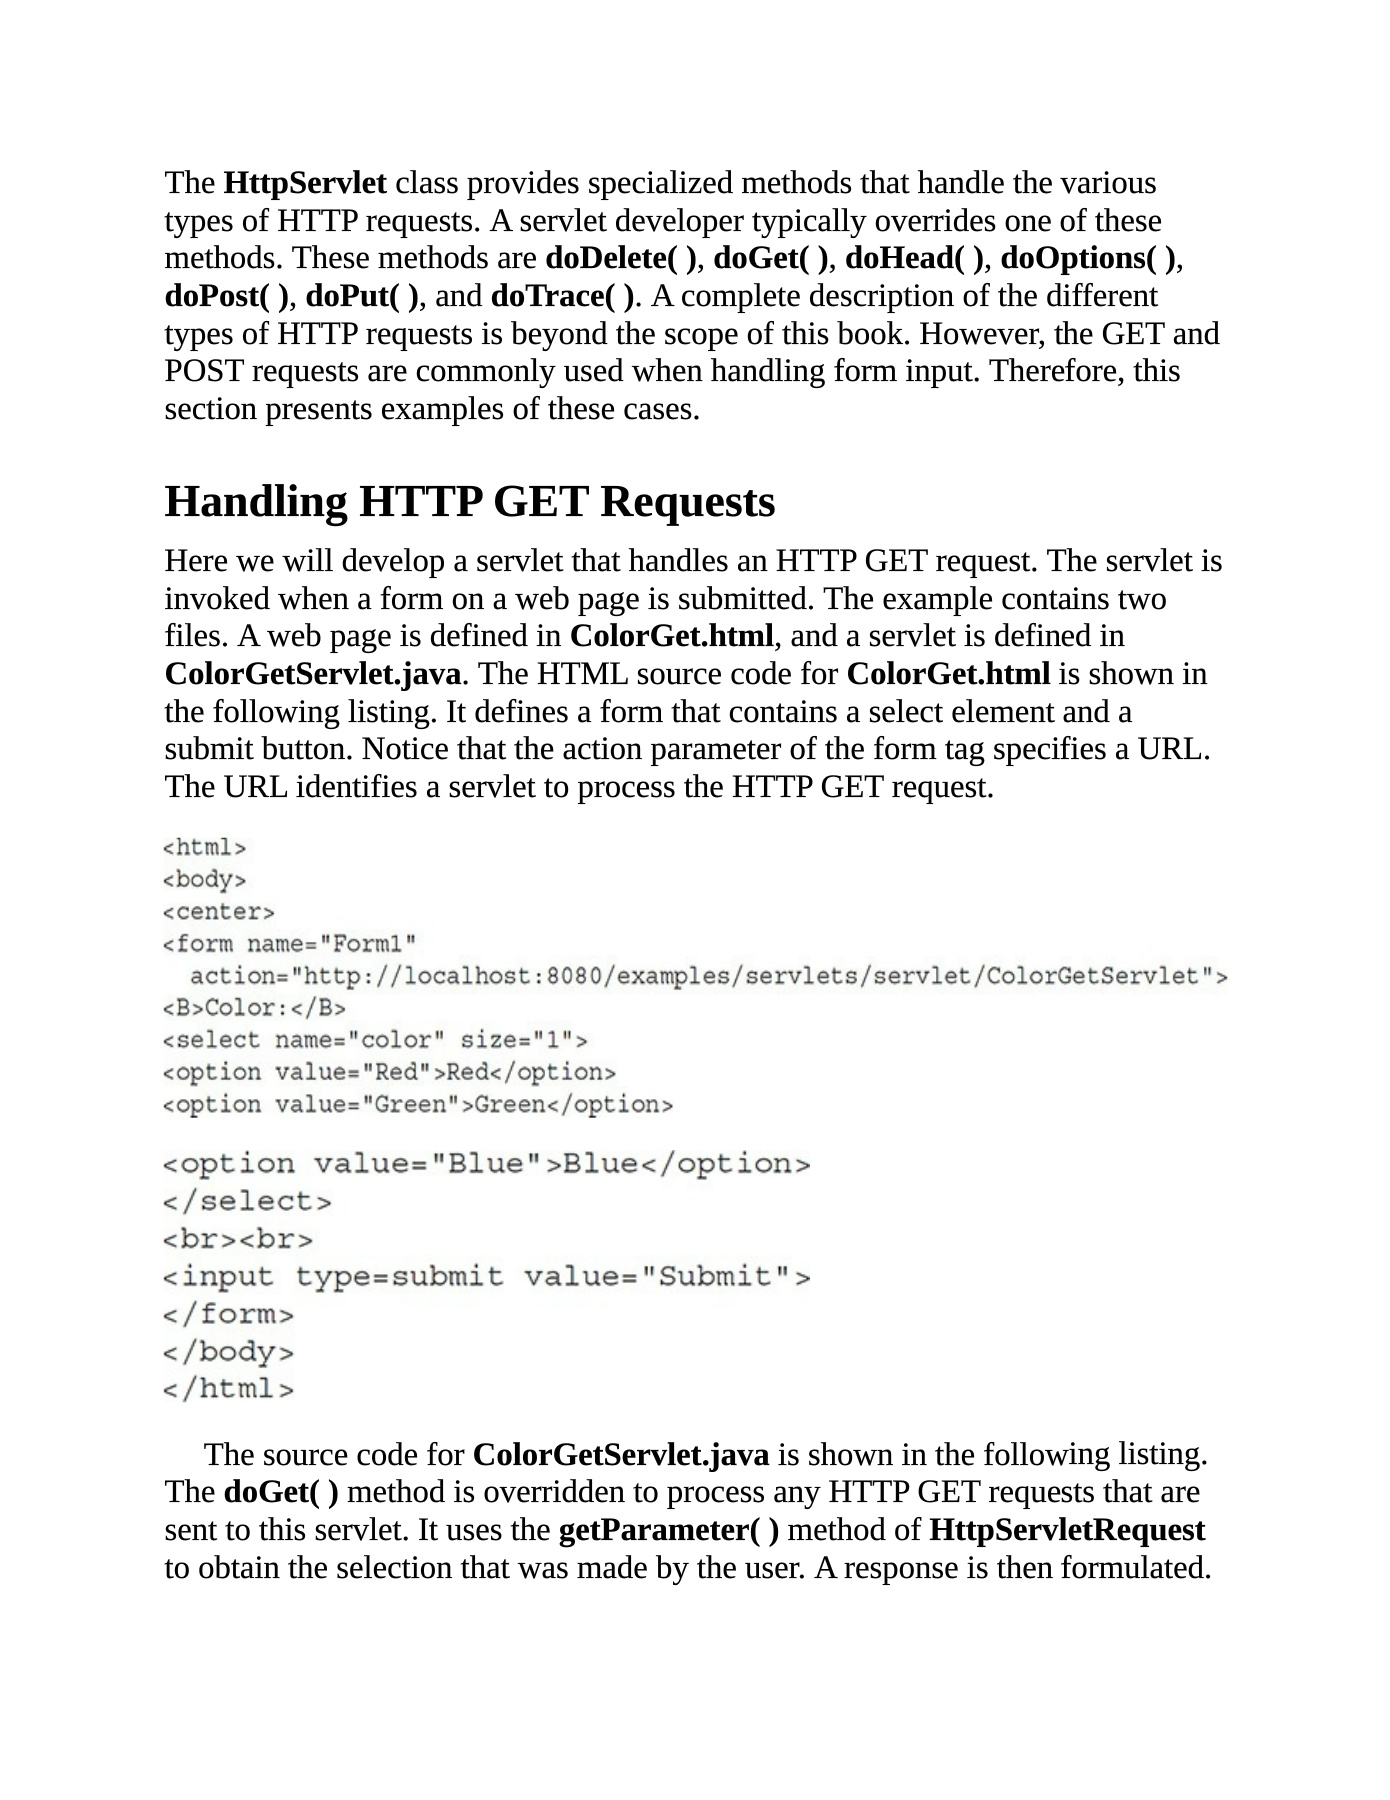 The HttpServlet class provides specialized methods that handle the various
types of HTTP requests. A servlet developer typically overrides one of these
methods. These methods are doDelete( ), doGet( ), doHead( ), doOptions( ),
doPost( ), doPut( ), and doTrace( ). A complete description of the different
types of HTTP requests is beyond the scope of this book. However, the GET and
POST requests are commonly used when handling form input. Therefore, this
section presents examples of these cases.
Handling HTTP GET Requests
Here we will develop a servlet that handles an HTTP GET request. The servlet is
invoked when a form on a web page is submitted. The example contains two
files. A web page is defined in ColorGet.html, and a servlet is defined in
ColorGetServlet.java. The HTML source code for ColorGet.html is shown in
the following listing. It defines a form that contains a select element and a
submit button. Notice that the action parameter of the form tag specifies a URL.
The URL identifies a servlet to process the HTTP GET request.
<html>
<body>
<center>
<form name="Form1"
  action="http://localhost:8080/examples/servlets/servlet/ColorGetServlet">
<B>Color:</B>
<select name="color" size="1">
<option value="Red">Red</option>
<option value="Green">Green</option>
<option value="Blue">Blue</option>
</select>
<br><br>
<input type=submit value="Submit">
</form>
</body>
</html>
The source code for ColorGetServlet.java is shown in the following listing.
The doGet( ) method is overridden to process any HTTP GET requests that are
sent to this servlet. It uses the getParameter( ) method of HttpServletRequest
to obtain the selection that was made by the user. A response is then formulated.